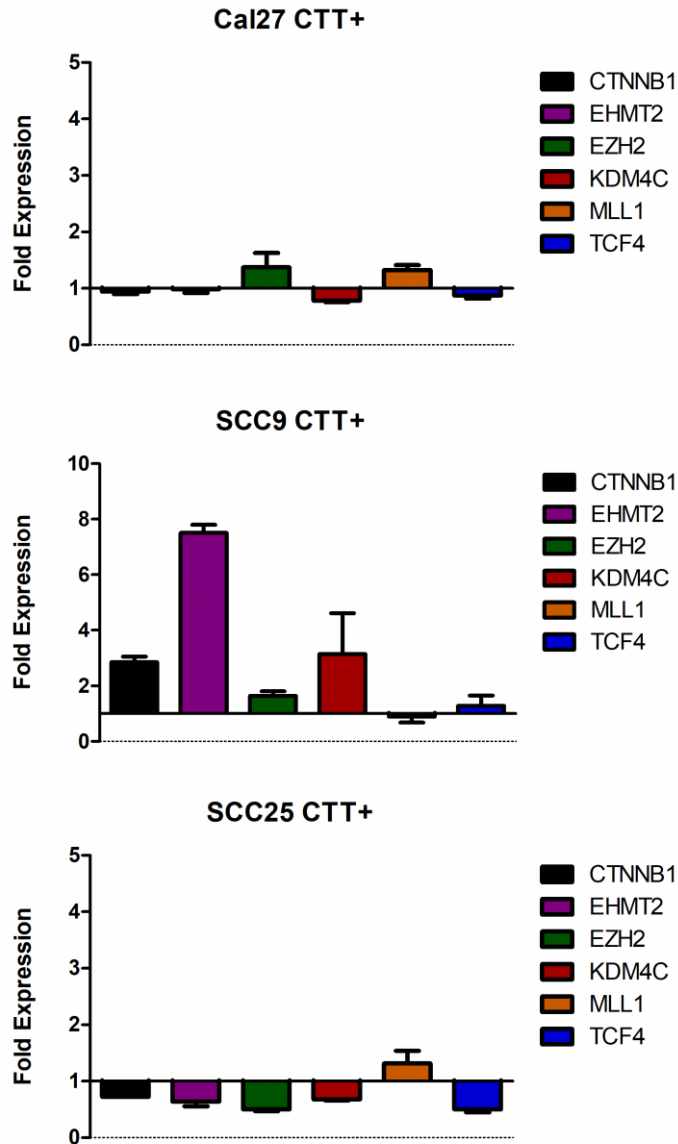 Cal27 CTT+
Fold Expression
5
4
3
2
1
0
CTNNB1
EHMT2
EZH2
KDM4C
MLL1
TCF4
SCC9 CTT+
Fold Expression
10
8
6
4
2
0
CTNNB1
EHMT2
EZH2
KDM4C
MLL1
TCF4
SCC25 CTT+
Fold Expression
5
4
3
2
1
0
CTNNB1
EHMT2
EZH2
KDM4C
MLL1
TCF4